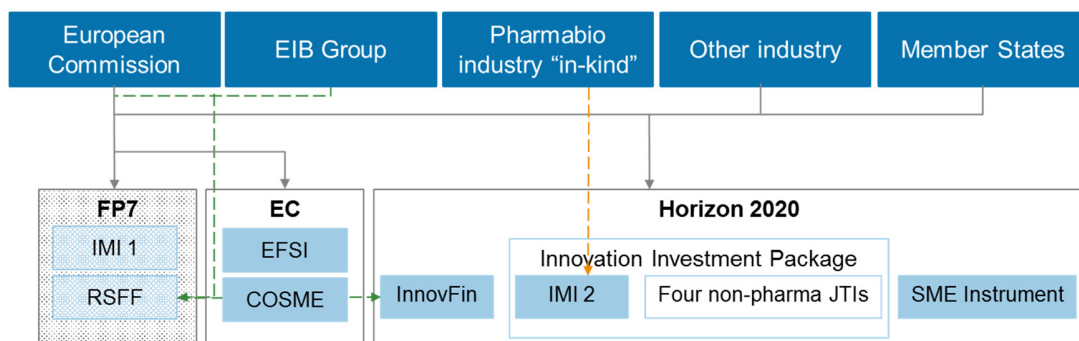 European
Commission
EIB Group
Pharmabio
industry “in-kind”
Other industry
Member States
FP7
IMI 1
RSFF
EC
EFSI
COSME
Horizon 2020
InnovFin
Innovation Investment Package
IMI 2
Four non-pharma JTIs
SME Instrument